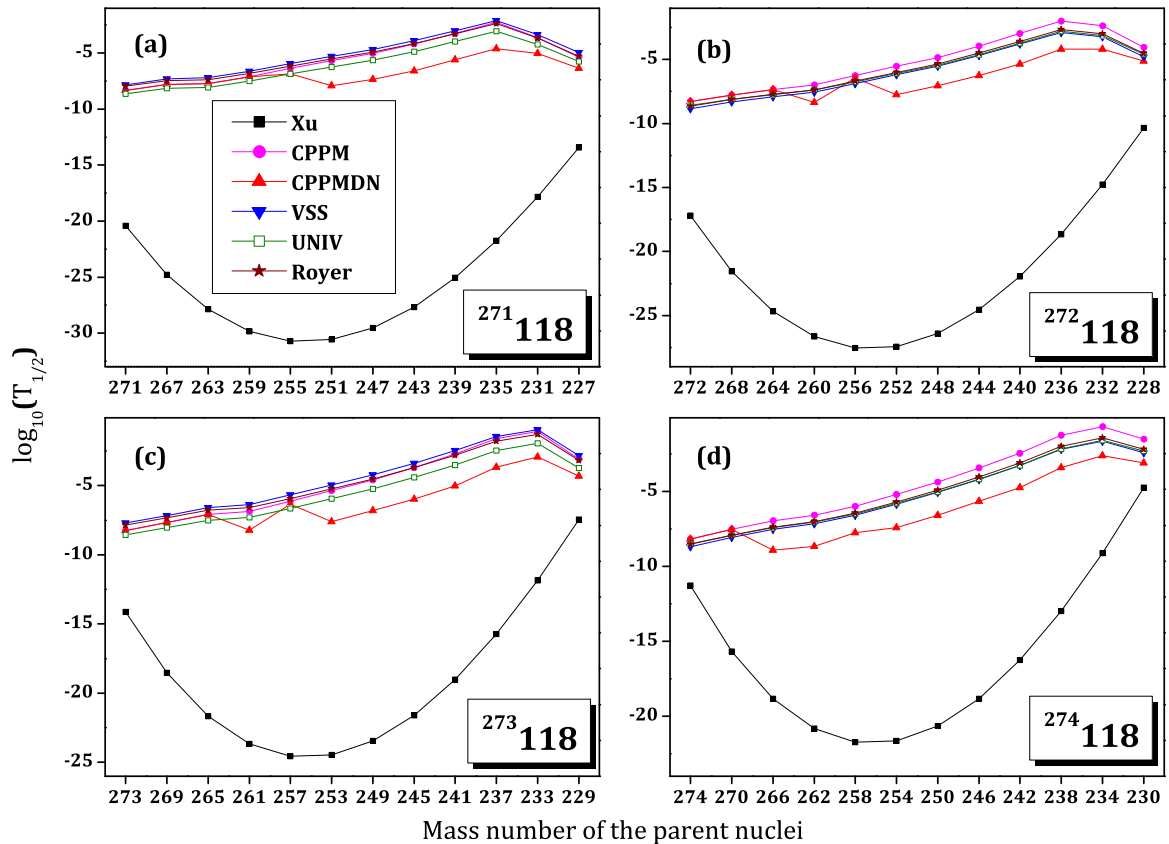 (a)
-5
-10
-15
-20
-25
-30
Xu
CPPM
CPPMDN
VSS
UNIV
Royer
²⁷¹118
271 267 263 259 255 251 247 243 239 235 231 227
(b)
-5
-10
-15
-20
-25
²⁷²118
272 268 264 260 256 252 248 244 240 236 232 228
log₁₀(T₁/₂)
(c)
-5
-10
-15
-20
-25
²⁷³118
273 269 265 261 257 253 249 245 241 237 233 229
(d)
-5
-10
-15
-20
²⁷⁴118
274 270 266 262 258 254 250 246 242 238 234 230
Mass number of the parent nuclei